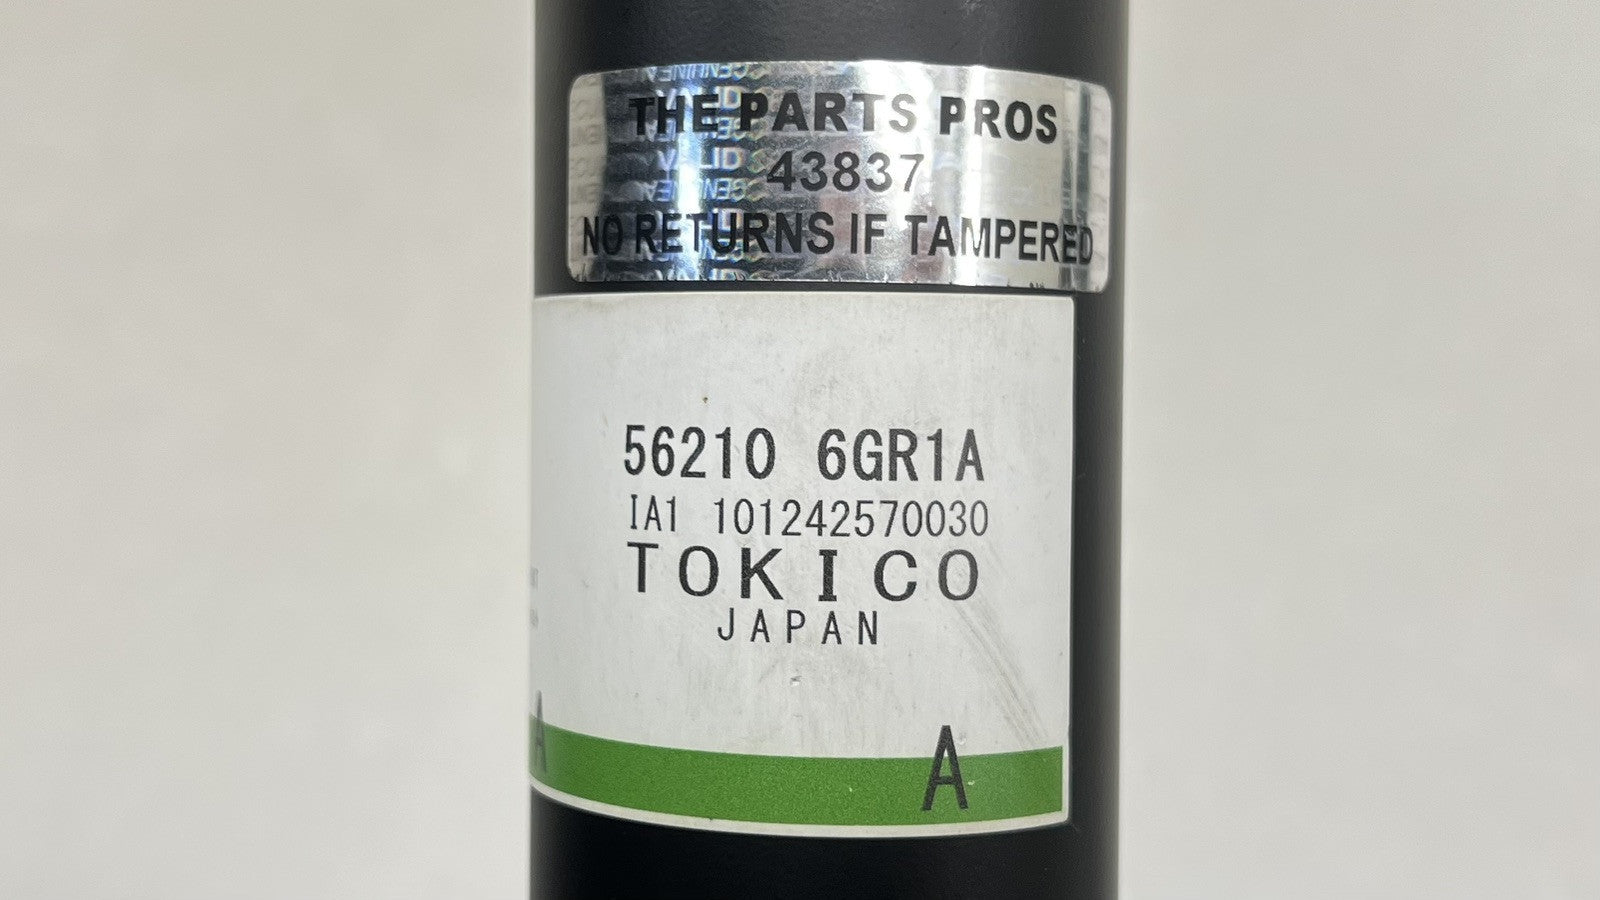 THE PARTS PROS
43837
NO RETURNS IF TAMPERED
56210 6GR1A
IA1 101242570030
TOKICO
JAPAN
A
A